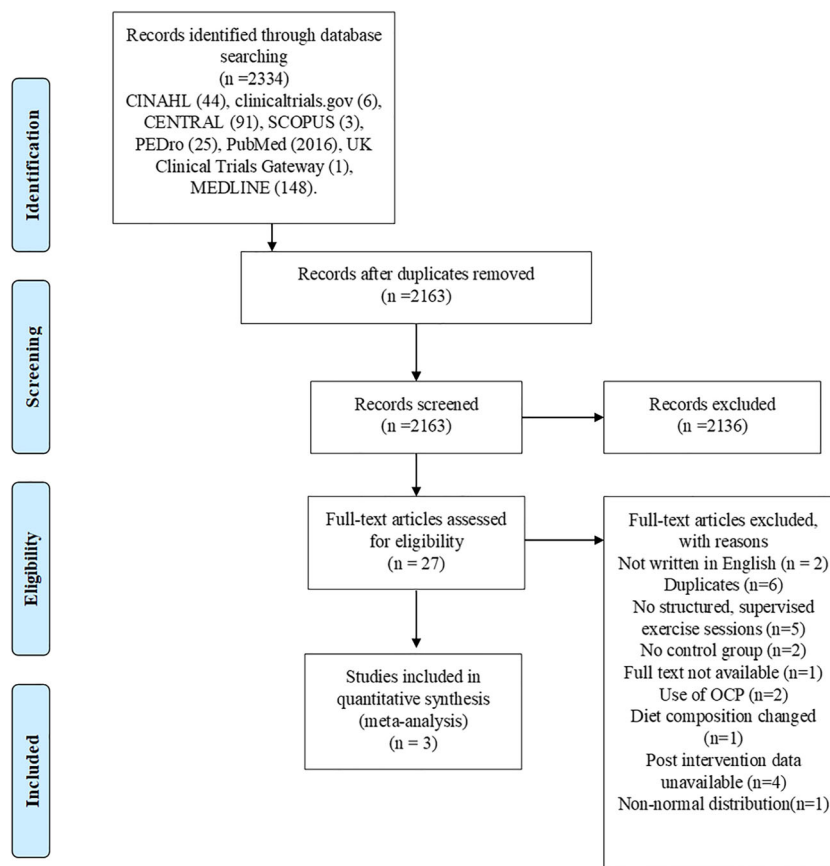 Records identified through database
searching
(n =2334)
CINAHL (44), clinicaltrials.gov (6),
CENTRAL (91), SCOPUS (3),
PEDro (25), PubMed (2016), UK
Clinical Trials Gateway (1),
MEDLINE (148).
Identification
Records after duplicates removed
(n =2163)
Screening
Records screened
(n =2163)
Records excluded
(n =2136)
Eligibility
Full-text articles assessed
for eligibility
(n = 27)
Full-text articles excluded,
with reasons
Not written in English (n = 2)
Duplicates (n=6)
No structured, supervised
exercise sessions (n=5)
No control group (n=2)
Full text not available (n=1)
Use of OCP (n=2)
Diet composition changed
(n=1)
Post intervention data
unavailable (n=4)
Non-normal distribution(n=1)
Included
Studies included in
quantitative synthesis
(meta-analysis)
(n = 3)